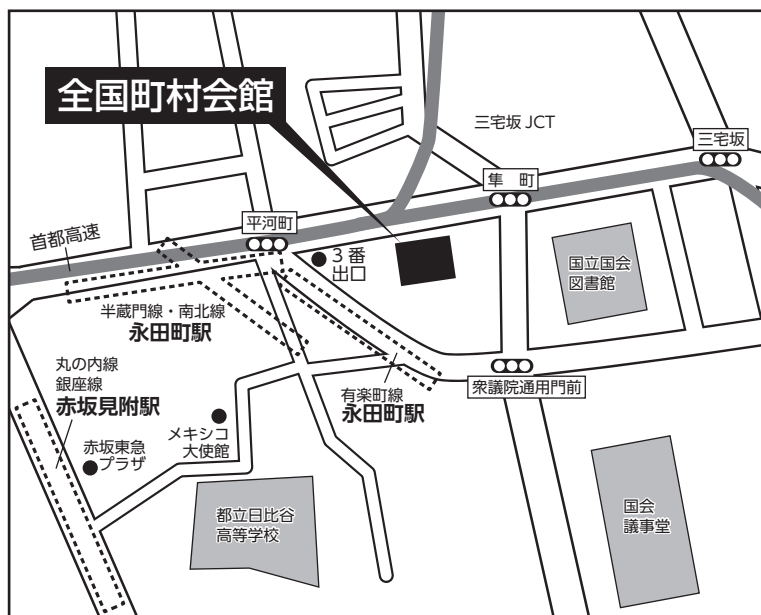 全国町村会館
三宅坂 JCT
三宅坂
隼 町
平河町
首都高速
3番
出口
国立国会
図書館
半蔵門線・南北線
永田町駅
丸の内線
銀座線
赤坂見附駅
有楽町線
永田町駅
衆議院通用門前
メキシコ
大使館
赤坂東急
プラザ
都立日比谷
高等学校
国会
議事堂